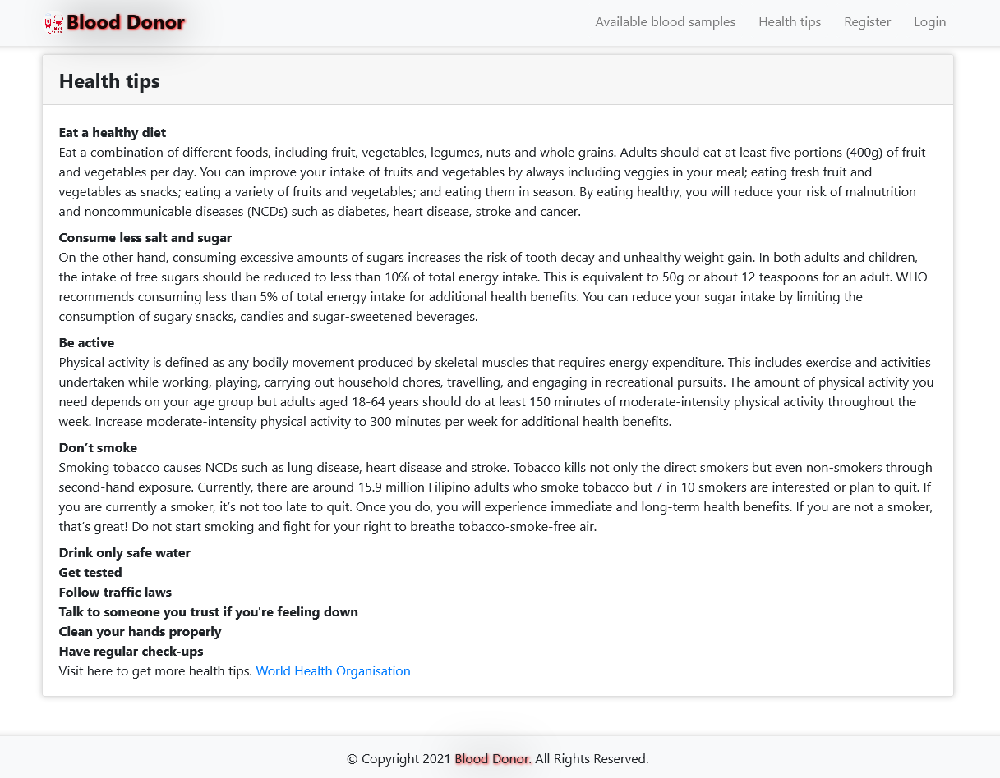 Blood Donor
Available blood samples
Health tips
Register
Login
Health tips
Eat a healthy diet
Eat a combination of different foods, including fruit, vegetables, legumes, nuts and whole grains. Adults should eat at least five portions (400g) of fruit
and vegetables per day. You can improve your intake of fruits and vegetables by always including veggies in your meal; eating fresh fruit and
vegetables as snacks; eating a variety of fruits and vegetables; and eating them in season. By eating healthy, you will reduce your risk of malnutrition
and noncommunicable diseases (NCDs) such as diabetes, heart disease, stroke and cancer.
Consume less salt and sugar
On the other hand, consuming excessive amounts of sugars increases the risk of tooth decay and unhealthy weight gain. In both adults and children,
the intake of free sugars should be reduced to less than 10% of total energy intake. This is equivalent to 50g or about 12 teaspoons for an adult. WHO
recommends consuming less than 5% of total energy intake for additional health benefits. You can reduce your sugar intake by limiting the
consumption of sugary snacks, candies and sugar-sweetened beverages.
Be active
Physical activity is defined as any bodily movement produced by skeletal muscles that requires energy expenditure. This includes exercise and activities
undertaken while working, playing, carrying out household chores, travelling, and engaging in recreational pursuits. The amount of physical activity you
need depends on your age group but adults aged 18-64 years should do at least 150 minutes of moderate-intensity physical activity throughout the
week. Increase moderate-intensity physical activity to 300 minutes per week for additional health benefits.
Don’t smoke
Smoking tobacco causes NCDs such as lung disease, heart disease and stroke. Tobacco kills not only the direct smokers but even non-smokers through
second-hand exposure. Currently, there are around 15.9 million Filipino adults who smoke tobacco but 7 in 10 smokers are interested or plan to quit. If
you are currently a smoker, it’s not too late to quit. Once you do, you will experience immediate and long-term health benefits. If you are not a smoker,
that’s great! Do not start smoking and fight for your right to breathe tobacco-smoke-free air.
Drink only safe water
Get tested
Follow traffic laws
Talk to someone you trust if you're feeling down
Clean your hands properly
Have regular check-ups
Visit here to get more health tips. World Health Organisation
© Copyright 2021 Blood Donor. All Rights Reserved.